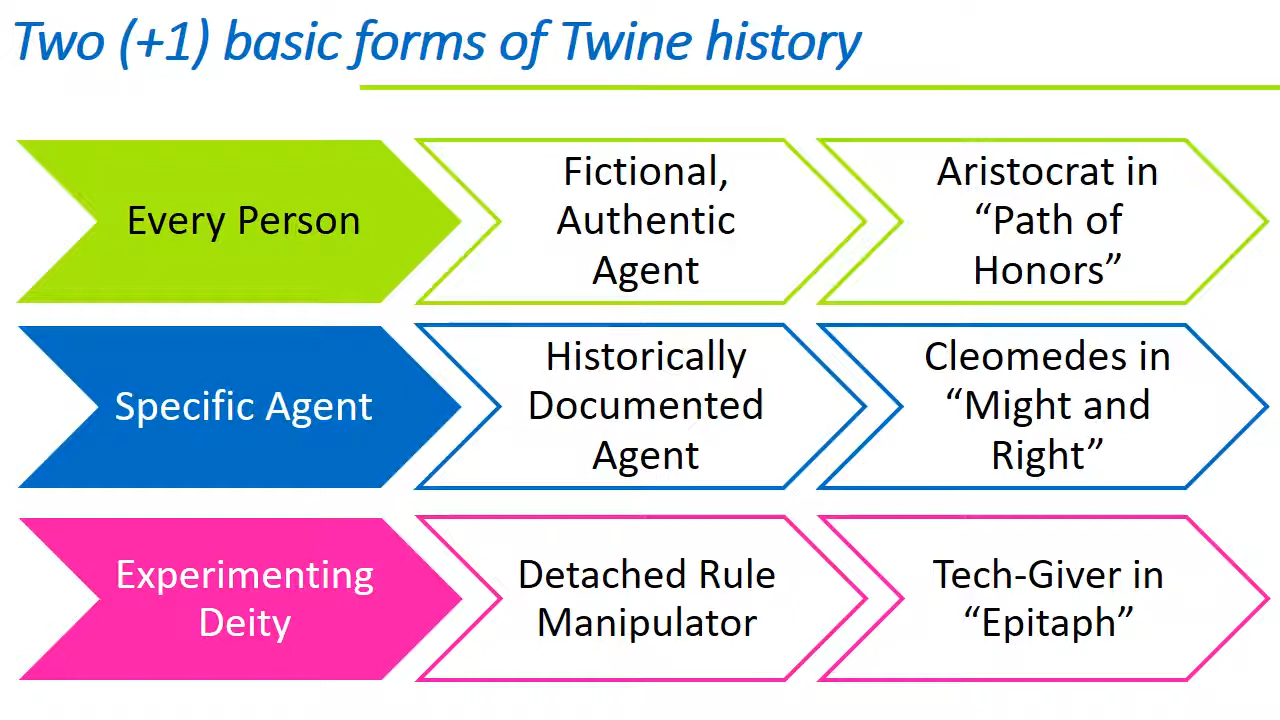 Two (+1) basic forms of Twine history
Every Person
Fictional,
Authentic
Agent
Aristocrat in
“Path of
Honors”
Specific Agent
Historically
Documented
Agent
Cleomedes in
“Might and
Right”
Experimenting
Deity
Detached Rule
Manipulator
Tech-Giver in
“Epitaph”